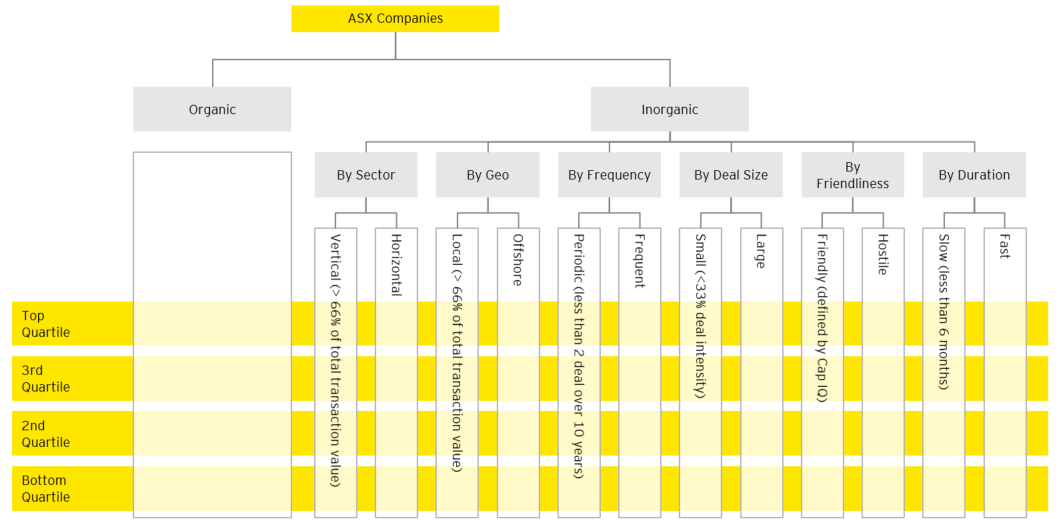 ASX Companies
Organic
Inorganic
By Sector
By Geo
By Frequency
By Deal Size
By
Friendliness
By Duration
Vertical (> 66% of total transaction value)
Horizontal
Local (> 66% of total transaction value)
Offshore
Periodic (less than 2 deal over 10 years)
Frequent
Small (<33% deal intensity)
Large
Friendly (defined by Cap IQ)
Hostile
Slow (less than 6 months)
Fast
Top
Quartile
3rd
Quartile
2nd
Quartile
Bottom
Quartile